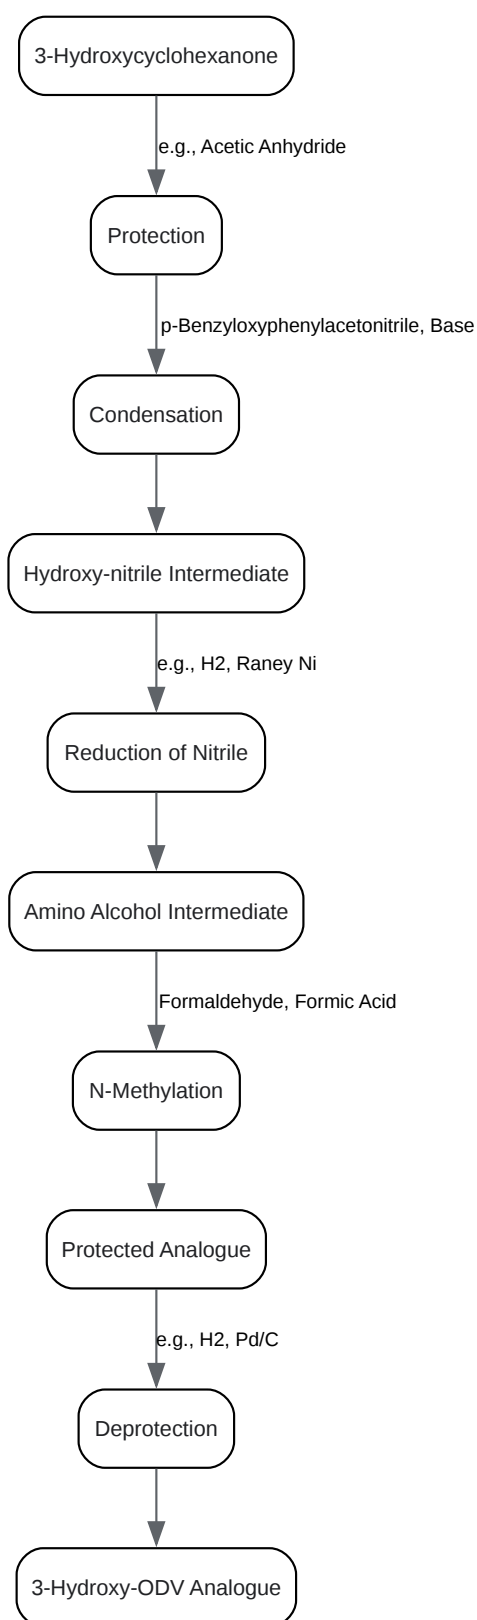 3-Hydroxycyclohexanone
e.g., Acetic Anhydride
Protection
p-Benzyloxyphenylacetonitrile, Base
Condensation
Hydroxy-nitrile Intermediate
e.g., H2, Raney Ni
Reduction of Nitrile
Amino Alcohol Intermediate
Formaldehyde, Formic Acid
N-Methylation
Protected Analogue
e.g., H2, Pd/C
Deprotection
3-Hydroxy-ODV Analogue